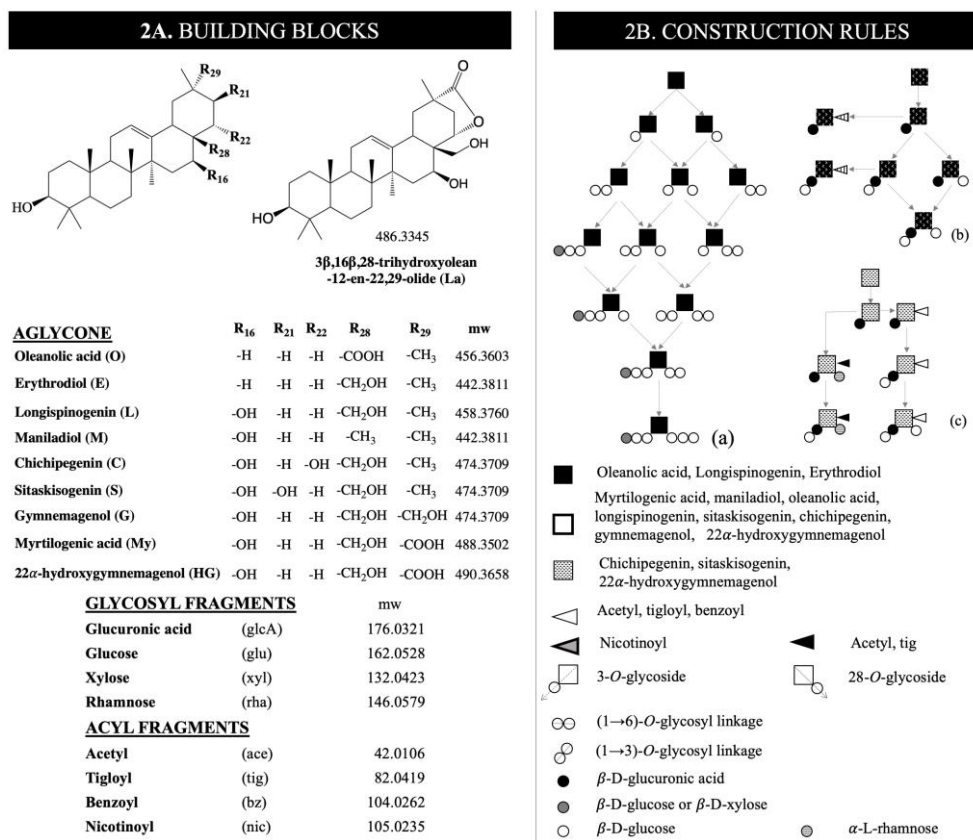 2A. BUILDING BLOCKS
R29
R21
R22
R28
R16
HO
O
O
OH
OH
HO
486.3345
3β,16β,28-trihydroxyolean
-12-en-22,29-olide (La)
AGLYCONE R16 R21 R22 R28 R29 mw
Oleanolic acid (O) -H -H -H -COOH -CH3 456.3603
Erythrodiol (E) -H -H -H -CH2OH -CH3 442.3811
Longispinogenin (L) -OH -H -H -CH2OH -CH3 458.3760
Maniladiol (M) -OH -H -H -CH3 -CH3 442.3811
Chichipegenin (C) -OH -H -OH -CH2OH -CH3 474.3709
Sitaskisogenin (S) -OH -OH -H -CH2OH -CH3 474.3709
Gymnemagenol (G) -OH -H -H -CH2OH -CH2OH 474.3709
Myrtilogenic acid (My) -OH -H -H -CH2OH -COOH 488.3502
22α-hydroxygymnemagenol (HG) -OH -H -H -CH2OH -COOH 490.3658
GLYCOSYL FRAGMENTS mw
Glucuronic acid (glcA) 176.0321
Glucose (glu) 162.0528
Xylose (xyl) 132.0423
Rhamnose (rha) 146.0579
ACYL FRAGMENTS
Acetyl (ace) 42.0106
Tigloyl (tig) 82.0419
Benzoyl (bz) 104.0262
Nicotinoyl (nic) 105.0235
2B. CONSTRUCTION RULES
(a)
(b)
(c)
Oleanolic acid, Longispinogenin, Erythrodiol
Myrtilogenic acid, maniladiol, oleanolic acid,
longispinogenin, sitaskisogenin, chichipegenin,
gymnemagenol, 22α-hydroxygymnemagenol
Chichipegenin, sitaskisogenin,
22α-hydroxygymnemagenol
Acetyl, tigloyl, benzoyl
Nicotinoyl Acetyl, tig
3-O-glycoside 28-O-glycoside
(1→6)-O-glycosyl linkage
(1→3)-O-glycosyl linkage
β-D-glucuronic acid
β-D-glucose or β-D-xylose
β-D-glucose α-L-rhamnose